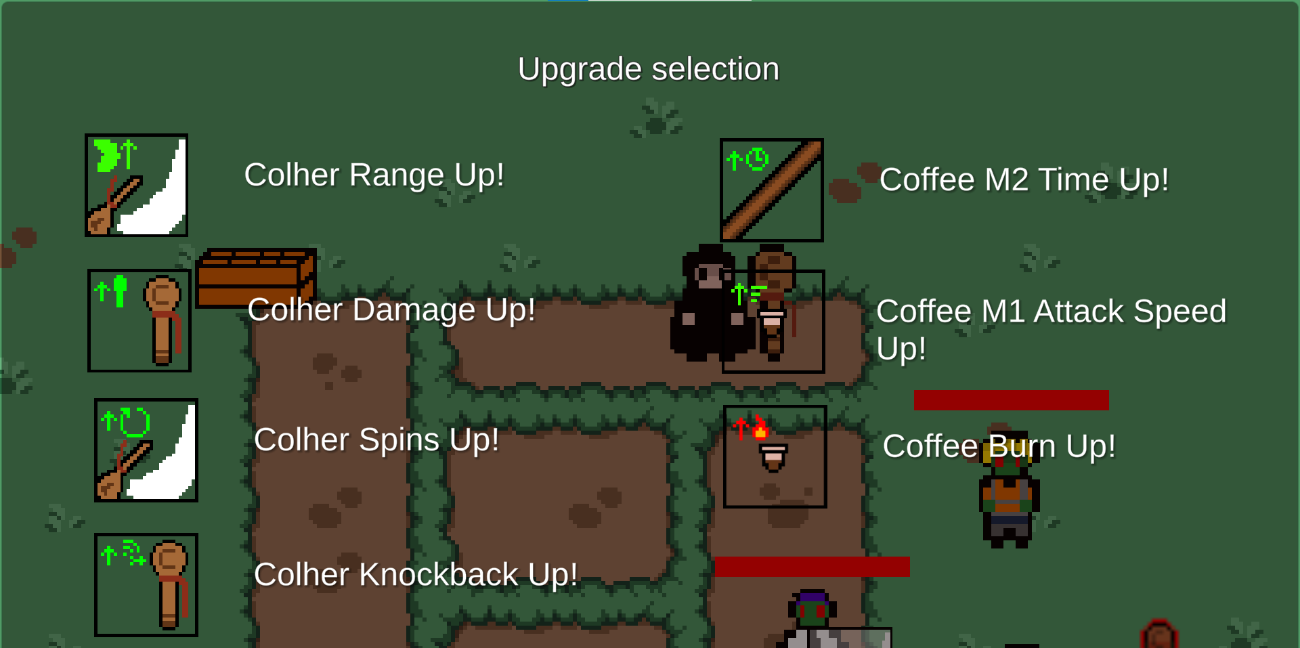 Upgrade selection
Colher Range Up!
Colher Damage Up!
Colher Spins Up!
Colher Knockback Up!
Coffee M2 Time Up!
Coffee M1 Attack Speed
Up!
Coffee Burn Up!